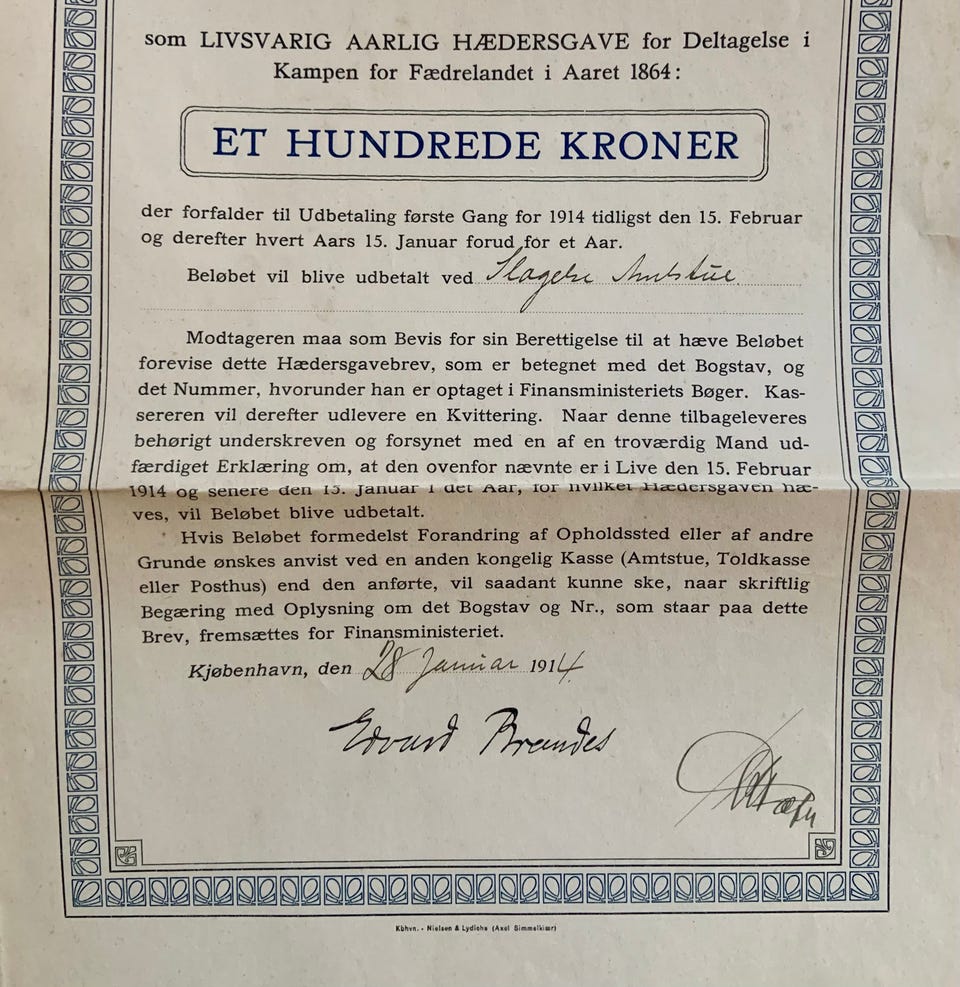 som LIVSVARIG AARLIG HÆDERSGAVE for Deltagelse i
Kampen for Fædrelandet i Aaret 1864:
ET HUNDREDE KRONER
der forfalder til Udbetaling første Gang for 1914 tidligst den 15. Februar
og derefter hvert Aars 15. Januar forud for et Aar.
Beløbet vil blive udbetalt ved Slagelse Amtstue.
Modtageren maa som Bevis for sin Berettigelse til at hæve Beløbet
forevise dette Hædersgavebrev, som er betegnet med det Bogstav, og
det Nummer, hvorunder han er optaget i Finansministeriets Bøger. Kas-
sereren vil derefter udlevere en Kvittering. Naar denne tilbageleveres
behørigt underskreven og forsynet med en af en troværdig Mand ud-
færdiget Erklæring om, at den ovenfor nævnte er i Live den 15. Februar
1914 og senere den 15. Januar i det Aar, for hvilket Hædersgaven hæ-
ves, vil Beløbet blive udbetalt.
Hvis Beløbet formedelst Forandring af Opholdssted eller af andre
Grunde ønskes anvist ved en anden kongelig Kasse (Amtstue, Toldkasse
eller Posthus) end den anførte, vil saadant kunne ske, naar skriftlig
Begæring med Oplysning om det Bogstav og Nr., som staar paa dette
Brev, fremsættes for Finansministeriet.
Kjøbenhavn, den 28 Januar 1914.
Edvard Brandes
Kbhvn. - Nielsen & Lydiche (Axel Simmelkiær)